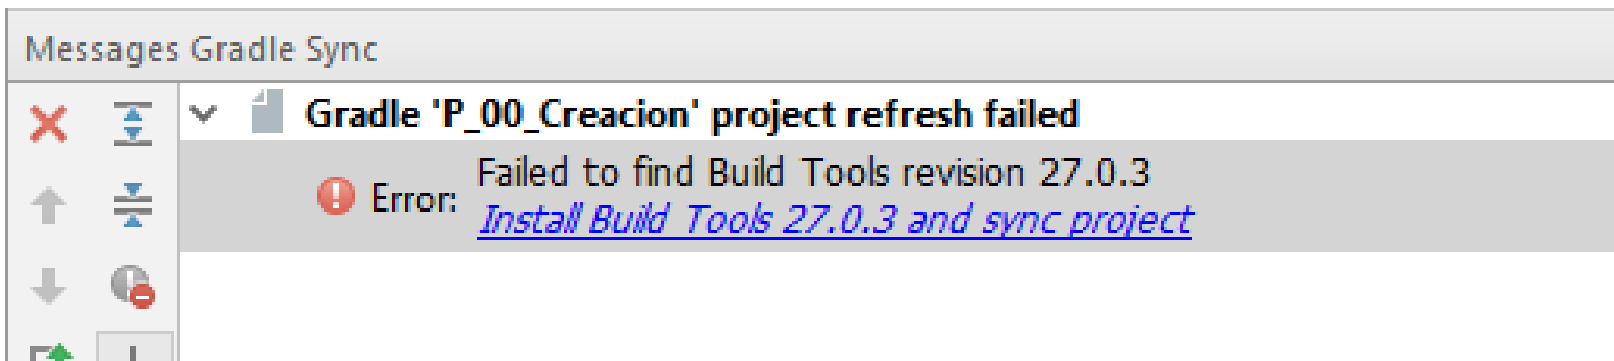 Messages Gradle Sync
Gradle 'P_00_Creacion' project refresh failed
Error: Failed to find Build Tools revision 27.0.3
Install Build Tools 27.0.3 and sync project